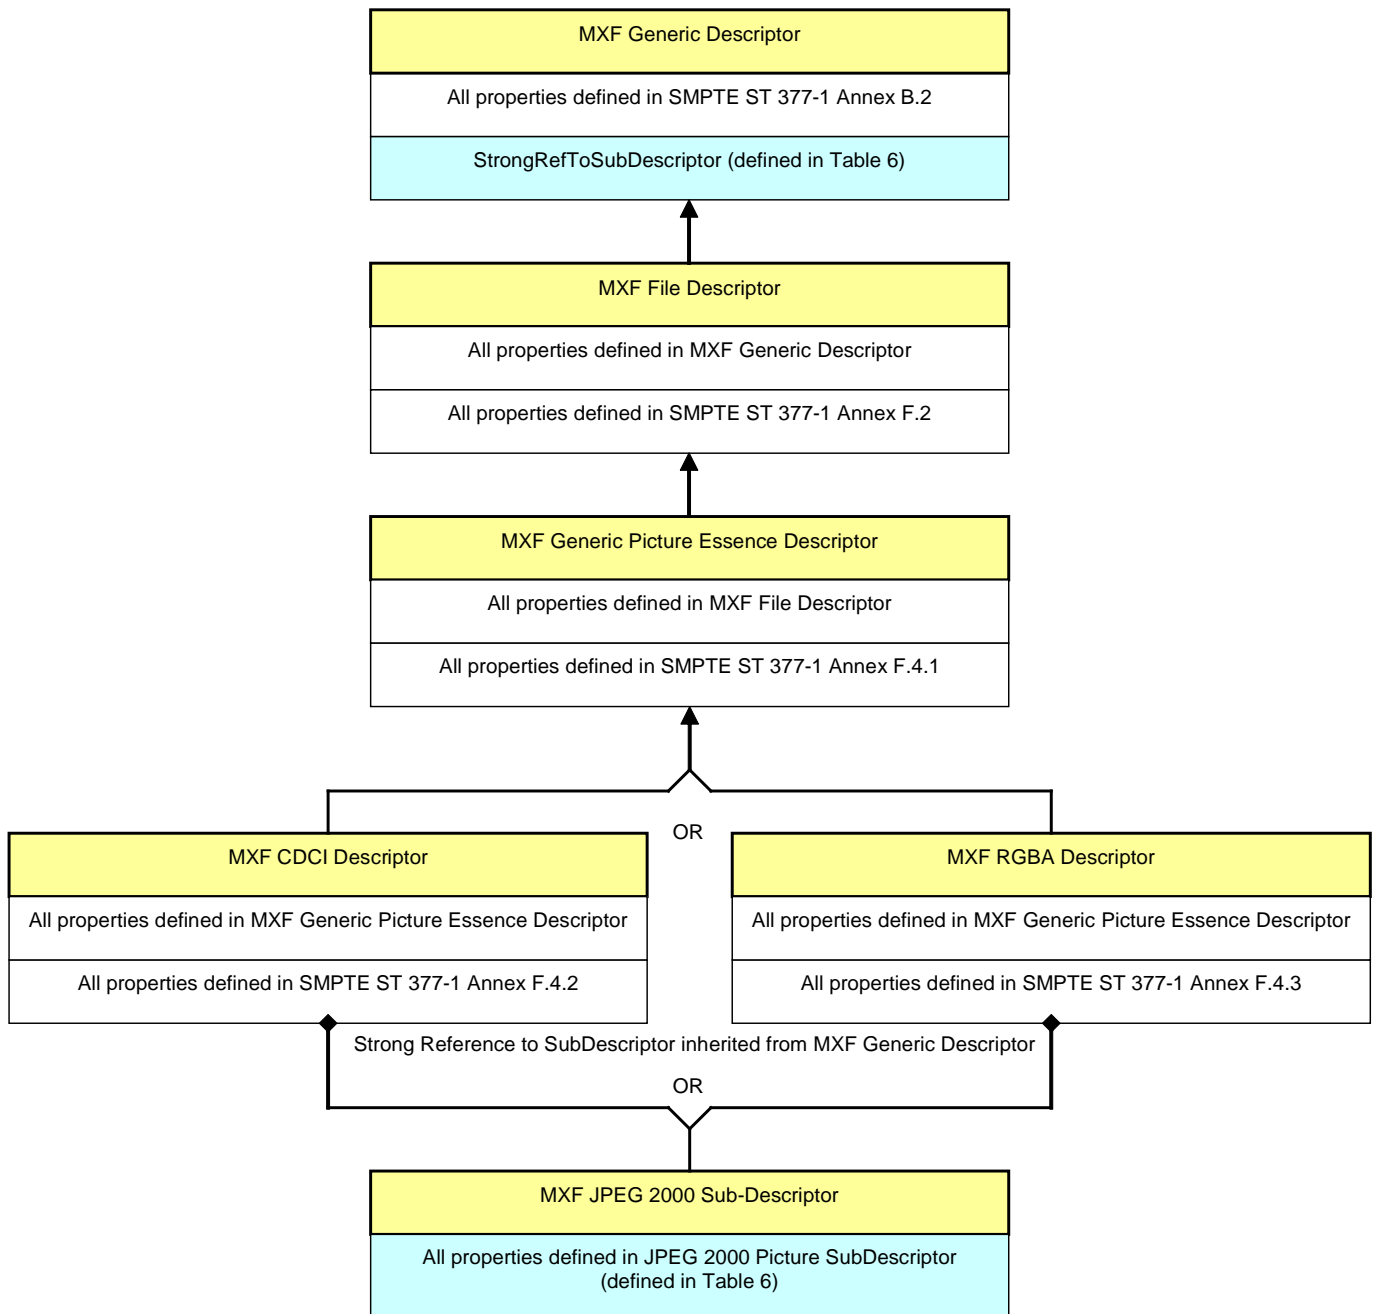 MXF Generic Descriptor
All properties defined in SMPTE ST 377-1 Annex B.2
StrongRefToSubDescriptor (defined in Table 6)
MXF File Descriptor
All properties defined in MXF Generic Descriptor
All properties defined in SMPTE ST 377-1 Annex F.2
MXF Generic Picture Essence Descriptor
All properties defined in MXF File Descriptor
All properties defined in SMPTE ST 377-1 Annex F.4.1
OR
MXF CDCI Descriptor
All properties defined in MXF Generic Picture Essence Descriptor
All properties defined in SMPTE ST 377-1 Annex F.4.2
MXF RGBA Descriptor
All properties defined in MXF Generic Picture Essence Descriptor
All properties defined in SMPTE ST 377-1 Annex F.4.3
Strong Reference to SubDescriptor inherited from MXF Generic Descriptor
OR
MXF JPEG 2000 Sub-Descriptor
All properties defined in JPEG 2000 Picture SubDescriptor
(defined in Table 6)